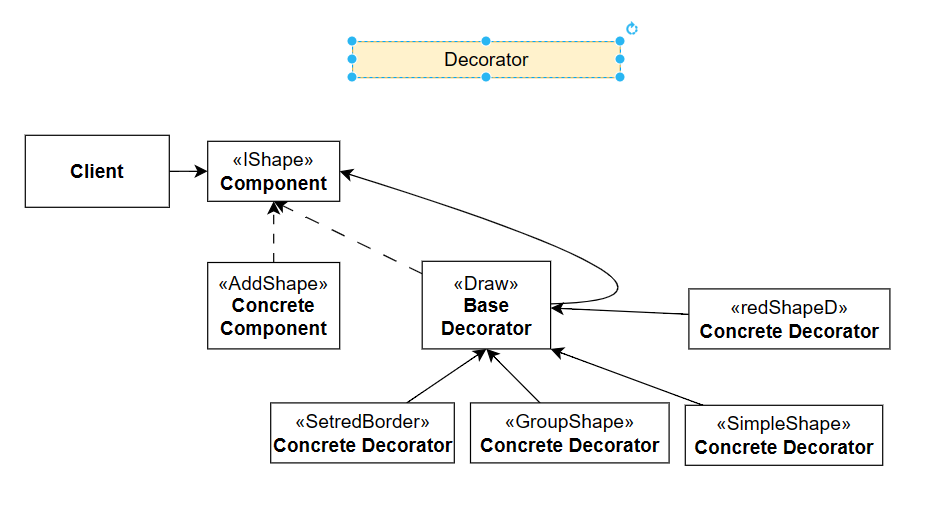 Decorator
Client
«IShape»
Component
«AddShape»
Concrete
Component
«Draw»
Base
Decorator
«redShapeD»
Concrete Decorator
«SetredBorder»
Concrete Decorator
«GroupShape»
Concrete Decorator
«SimpleShape»
Concrete Decorator